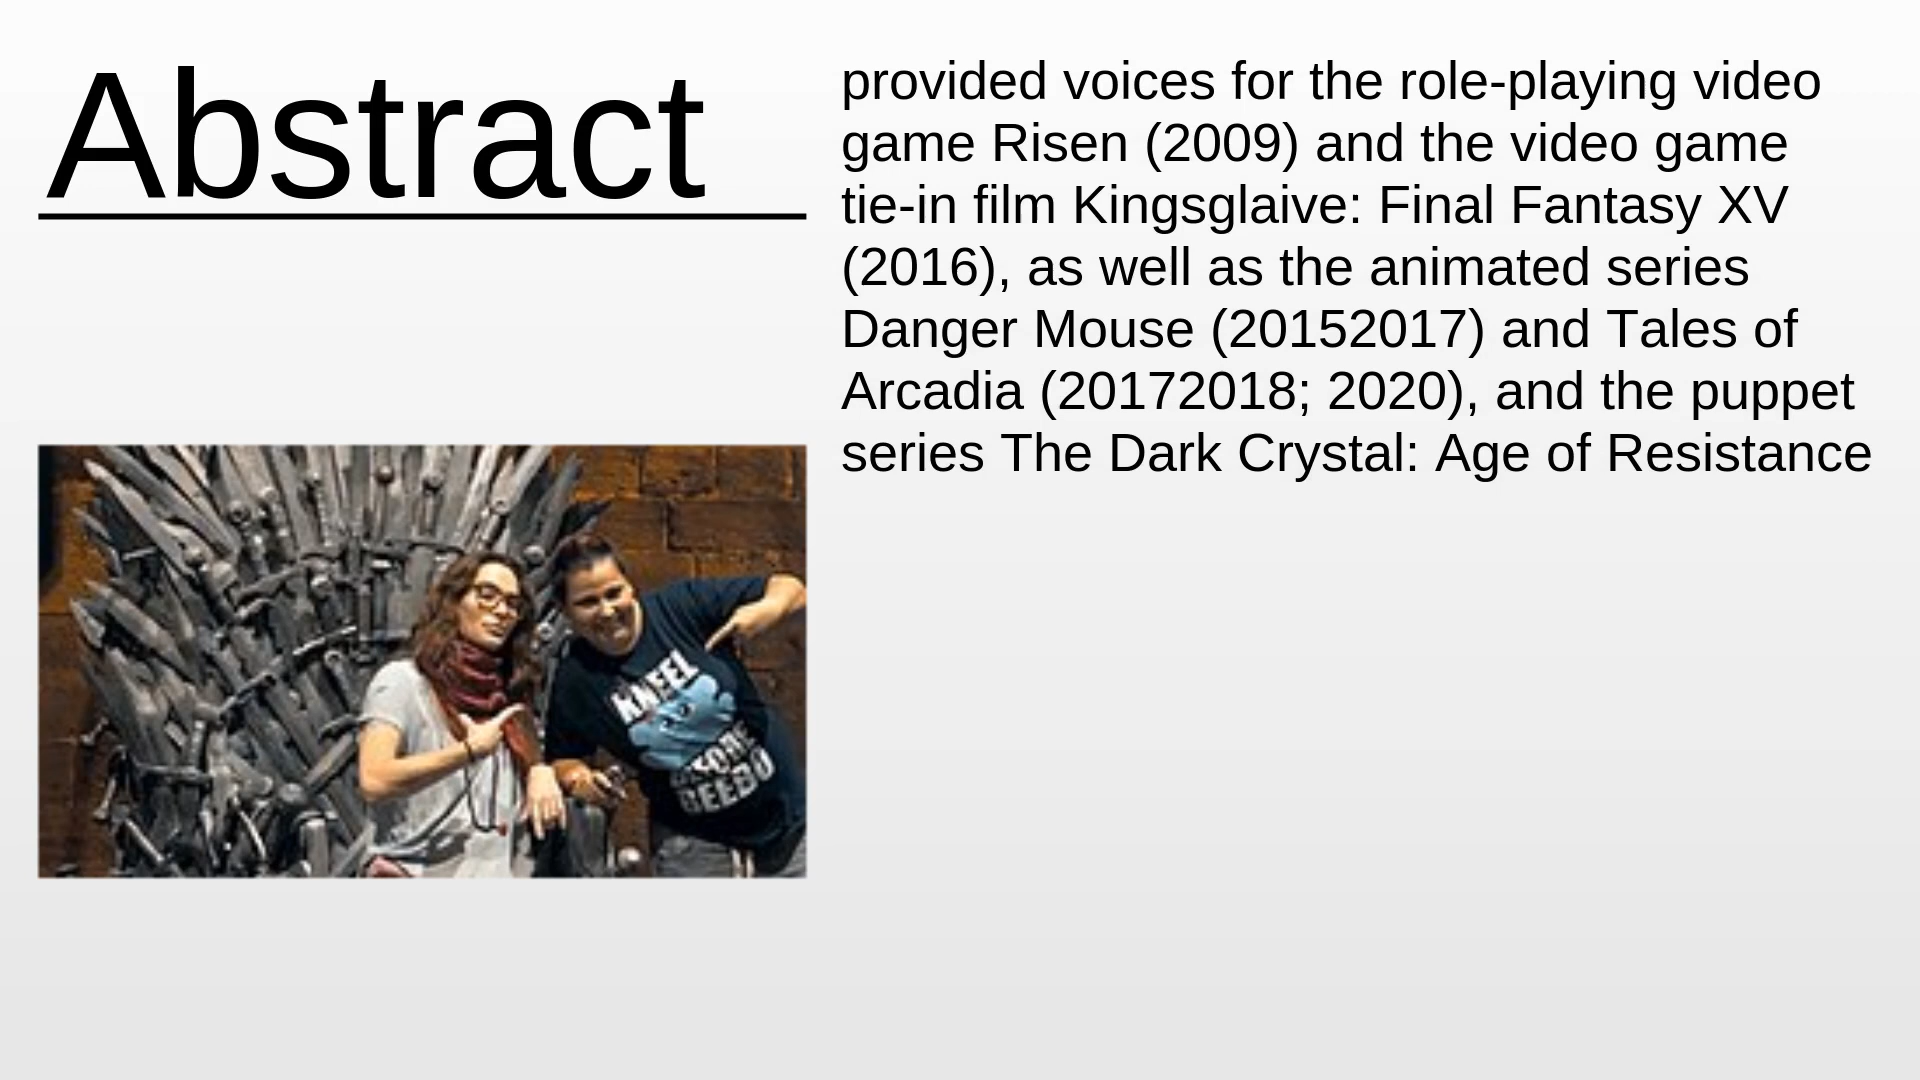 Abstract
provided voices for the role-playing video
game Risen (2009) and the video game
tie-in film Kingsglaive: Final Fantasy XV
(2016), as well as the animated series
Danger Mouse (20152017) and Tales of
Arcadia (20172018; 2020), and the puppet
series The Dark Crystal: Age of Resistance
KNEEL
BEEBO